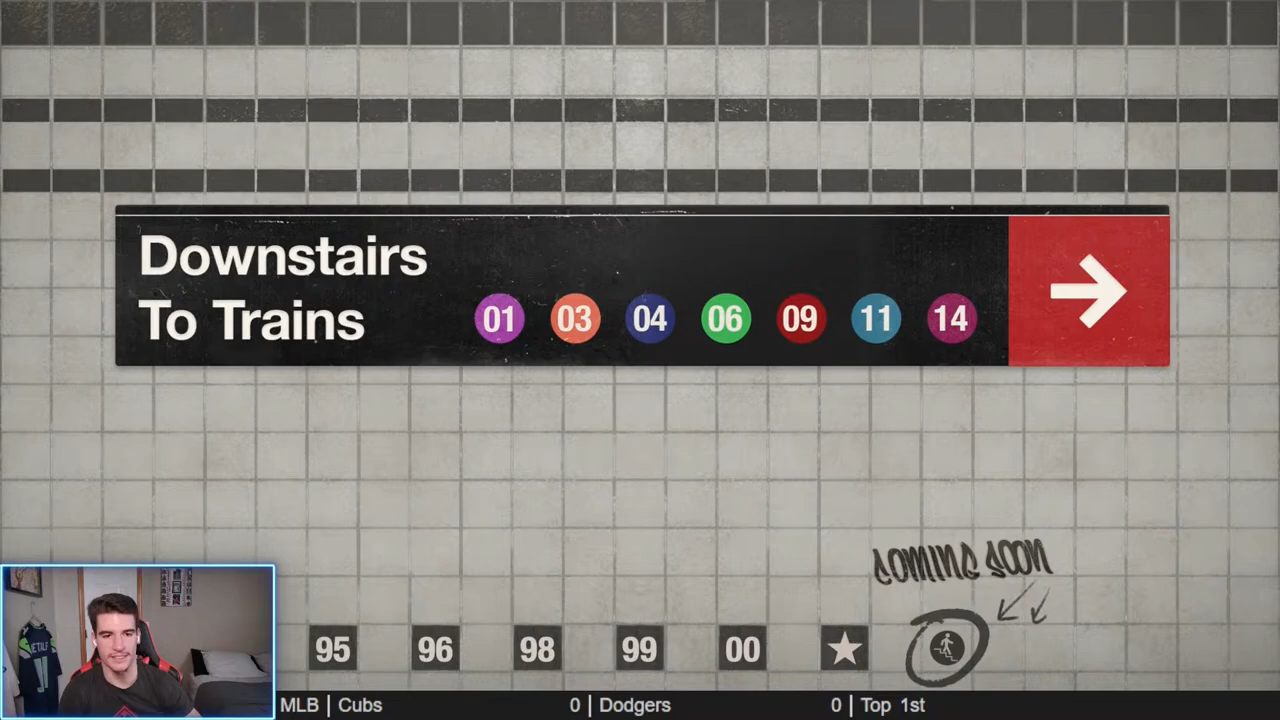 Downstairs
To Trains
01 03 04 06 09 11 14
COMING SOON
95 96 98 99 00
MLB | Cubs 0 | Dodgers 0 | Top 1st